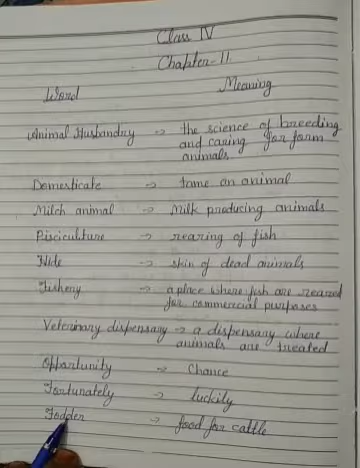 Class IV
Chapter-11
Word Meaning
Animal Husbandry → the science of breeding
and caring for form
animals.
Domesticate → tame an animal
Milch animal → Milk producing animals
Pisciculture → rearing of fish
Hide → skin of dead animals
Fishery → a place where fish are reared
for commercial purposes
Veterinary dispensary → a dispensary where
animals are treated
Opportunity → Chance
Fortunately → luckily
Fodder → food for cattle